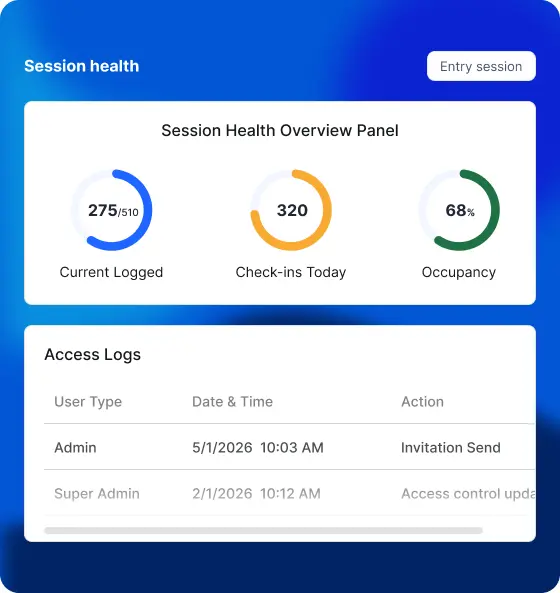 Session health
Entry session
Session Health Overview Panel
275/510
320
68%
Current Logged
Check-ins Today
Occupancy
Access Logs
User Type Date & Time Action
Admin 5/1/2026 10:03 AM Invitation Send
Super Admin 2/1/2026 10:12 AM Access control upda